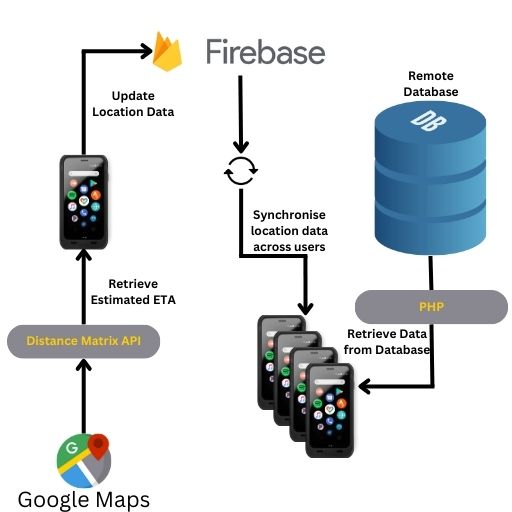 Firebase
Update
Location Data
Remote
Database
DB
Synchronise
location data
across users
Retrieve
Estimated ETA
PHP
Distance Matrix API
Retrieve Data
from Database
G
Google Maps